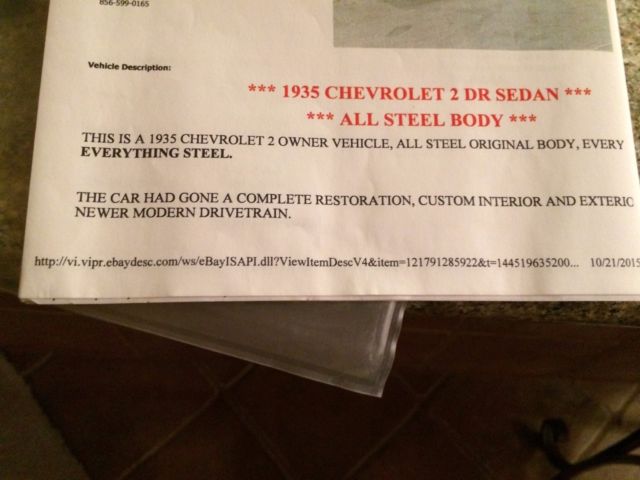 856-599-0165
Vehicle Description:
*** 1935 CHEVROLET 2 DR SEDAN ***
*** ALL STEEL BODY ***
THIS IS A 1935 CHEVROLET 2 OWNER VEHICLE, ALL STEEL ORIGINAL BODY, EVERY
EVERYTHING STEEL.
THE CAR HAD GONE A COMPLETE RESTORATION, CUSTOM INTERIOR AND EXTERIO
NEWER MODERN DRIVETRAIN.
http://vi.vipr.ebaydesc.com/ws/eBayISAPI.dll?ViewItemDescV4&item=121791285922&t=144519635200... 10/21/2015